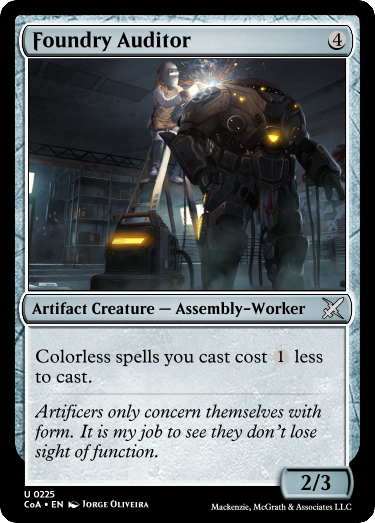 Foundry Auditor 4
Artifact Creature — Assembly-Worker
Colorless spells you cast cost 1 less
to cast.
Artificers only concern themselves with
form. It is my job to see they don't lose
sight of function.
2/3
U 0225
CoA • EN Jorge Oliveira
Mackenzie, McGrath & Associates LLC